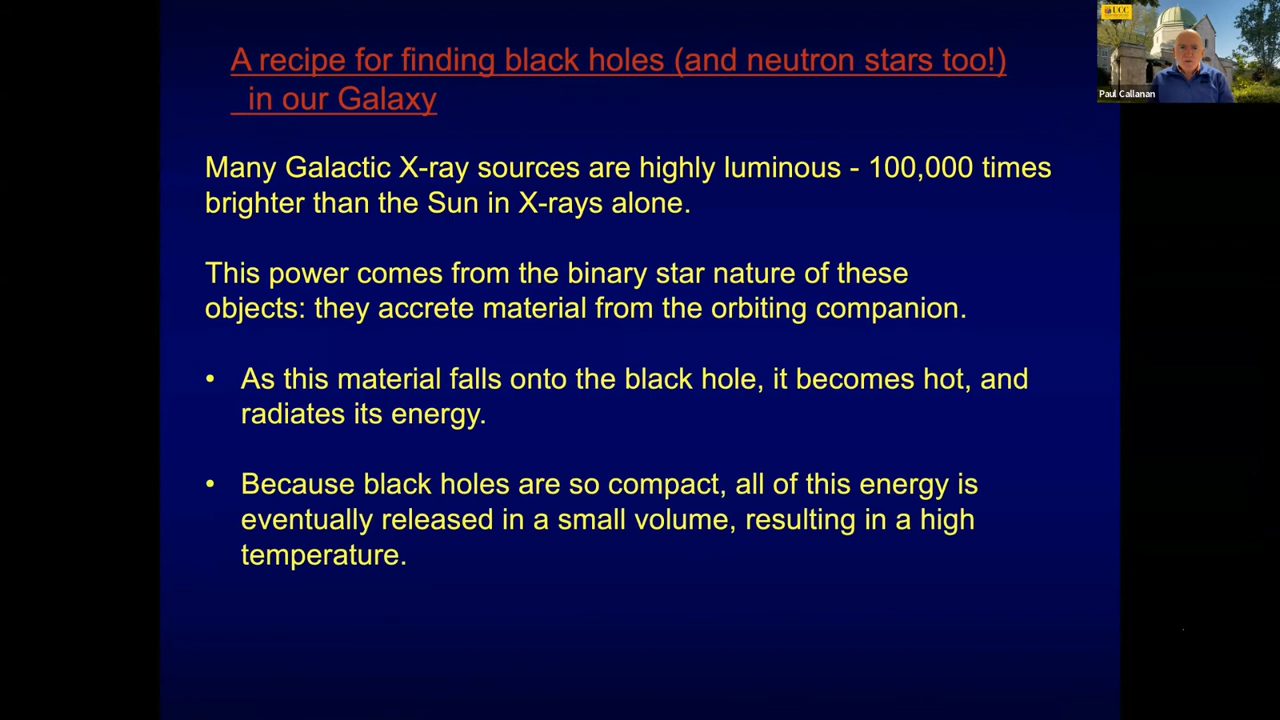 A recipe for finding black holes (and neutron stars too!)
in our Galaxy
UCC
Paul Callanan
Many Galactic X-ray sources are highly luminous - 100,000 times
brighter than the Sun in X-rays alone.
This power comes from the binary star nature of these
objects: they accrete material from the orbiting companion.
• As this material falls onto the black hole, it becomes hot, and
radiates its energy.
• Because black holes are so compact, all of this energy is
eventually released in a small volume, resulting in a high
temperature.